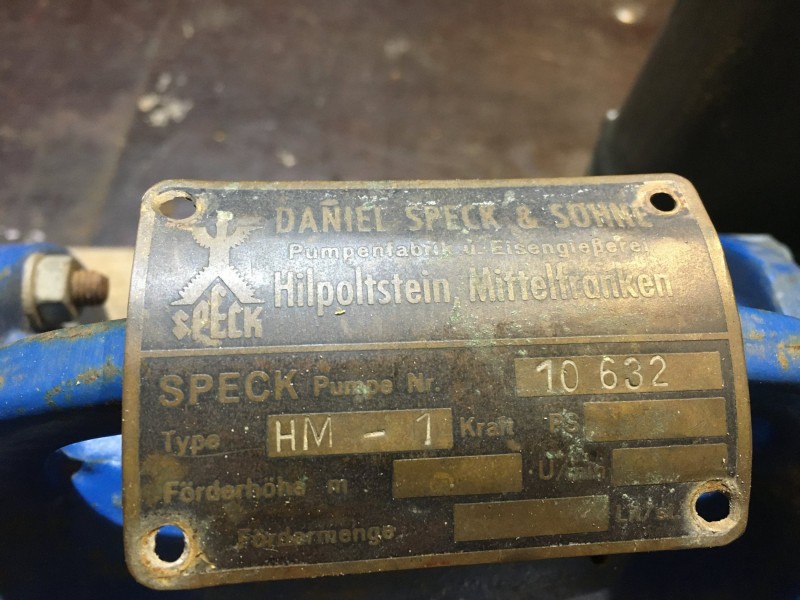 DANIEL SPECK & SÖHNE
Pumpenfabrik u. Eisengießerei
Hilpoltstein, Mittelfranken
SPECK
SPECK Pumpe Nr. 10 632
Type HM - 1 Kraft PS
Förderhöhe m U/min
Fördermenge